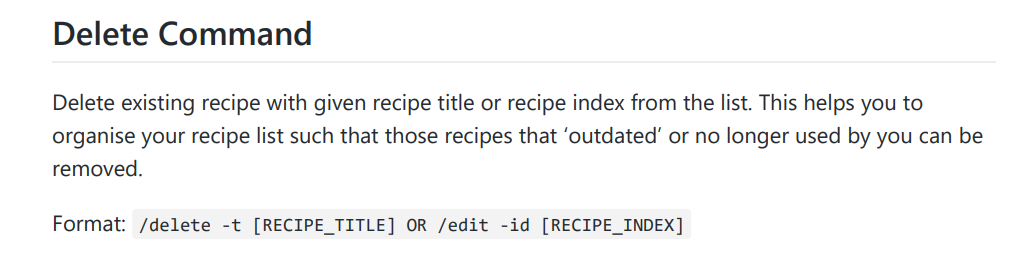 Delete Command
Delete existing recipe with given recipe title or recipe index from the list. This helps you to
organise your recipe list such that those recipes that ‘outdated’ or no longer used by you can be
removed.
Format: /delete -t [RECIPE_TITLE] OR /edit -id [RECIPE_INDEX]